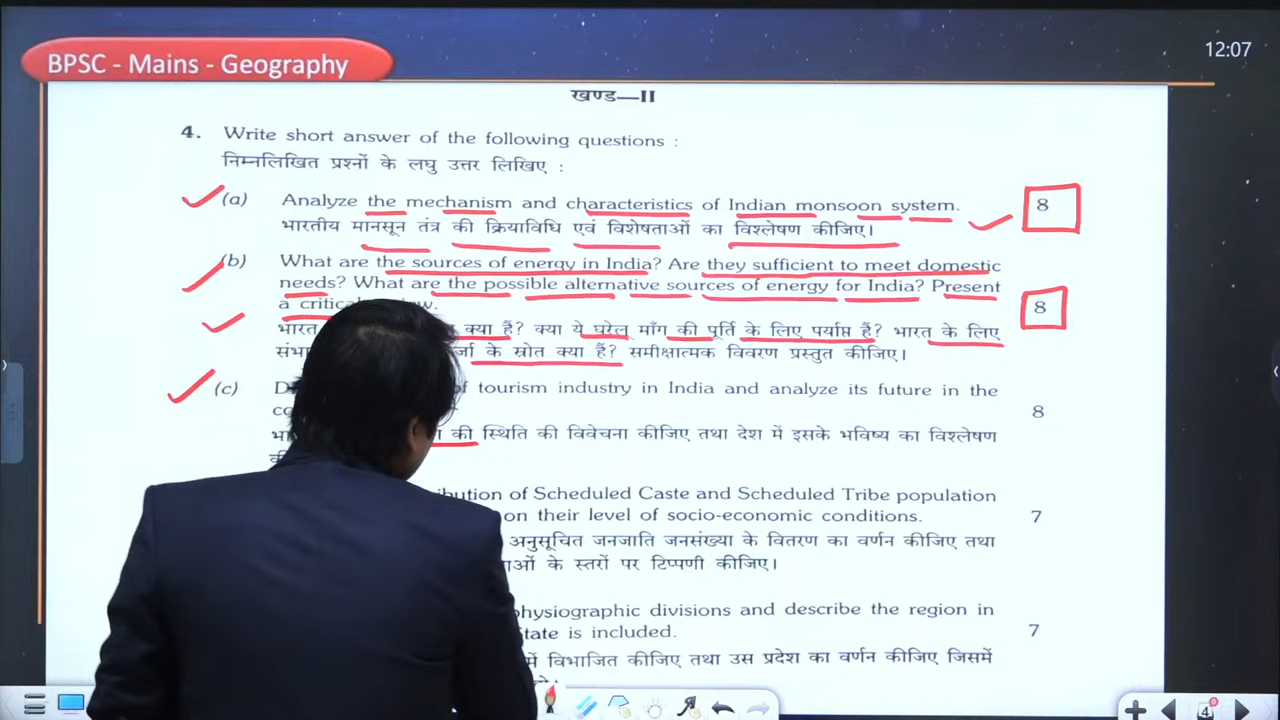 12:07
BPSC - Mains - Geography
खण्ड—II
4. Write short answer of the following questions :
निम्नलिखित प्रश्नों के लघु उत्तर लिखिए :
(a) Analyze the mechanism and characteristics of Indian monsoon system. 8
भारतीय मानसून तंत्र की क्रियाविधि एवं विशेषताओं का विश्लेषण कीजिए।
(b) What are the sources of energy in India? Are they sufficient to meet domestic
needs? What are the possible alternative sources of energy for India? Present
a critical 8
भारत क्या हैं? क्या ये घरेलू माँग की पूर्ति के लिए पर्याप्त हैं? भारत के लिए
के स्रोत क्या हैं? समीक्षात्मक विवरण प्रस्तुत कीजिए।
(c) of tourism industry in India and analyze its future in the
8
की स्थिति की विवेचना कीजिए तथा देश में इसके भविष्य का विश्लेषण
of Scheduled Caste and Scheduled Tribe population
on their level of socio-economic conditions. 7
अनुसूचित जनजाति जनसंख्या के वितरण का वर्णन कीजिए तथा
के स्तरों पर टिप्पणी कीजिए।
physiographic divisions and describe the region in
is included. 7
में विभाजित कीजिए तथा उस प्रदेश का वर्णन कीजिए जिसमें
4